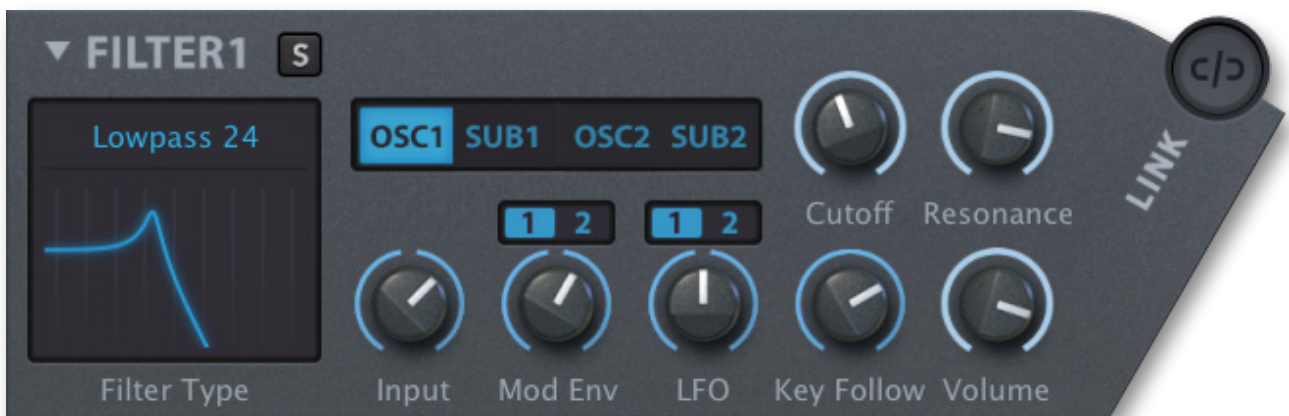 FILTER1 S
Lowpass 24
Filter Type
OSC1 SUB1 OSC2 SUB2
1 2 1 2
Cutoff Resonance
Input Mod Env LFO Key Follow Volume
LINK